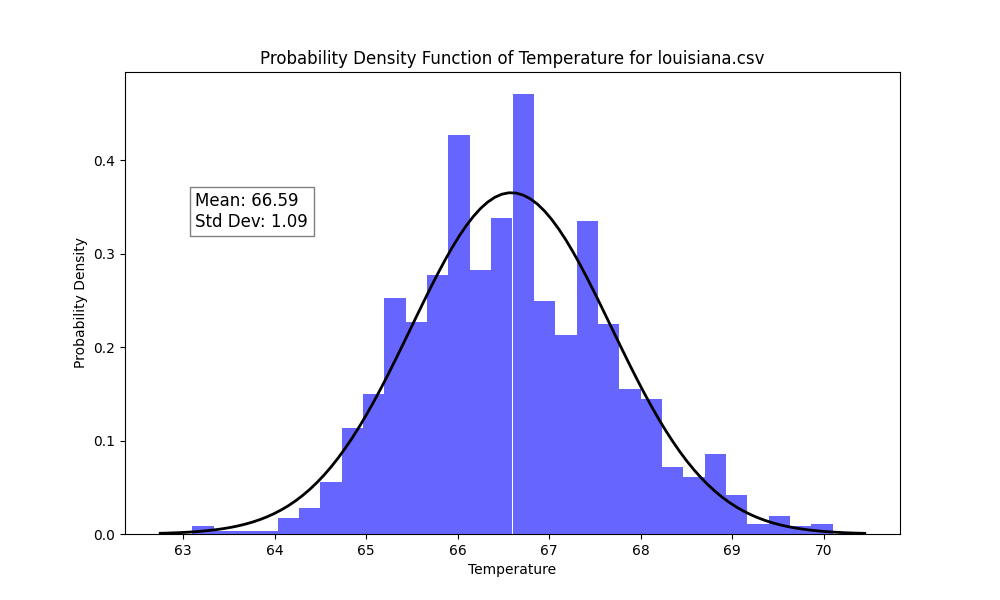 Probability Density Function of Temperature for louisiana.csv
Mean: 66.59
Std Dev: 1.09
Probability Density
0.4
0.3
0.2
0.1
0.0
63 64 65 66 67 68 69 70
Temperature